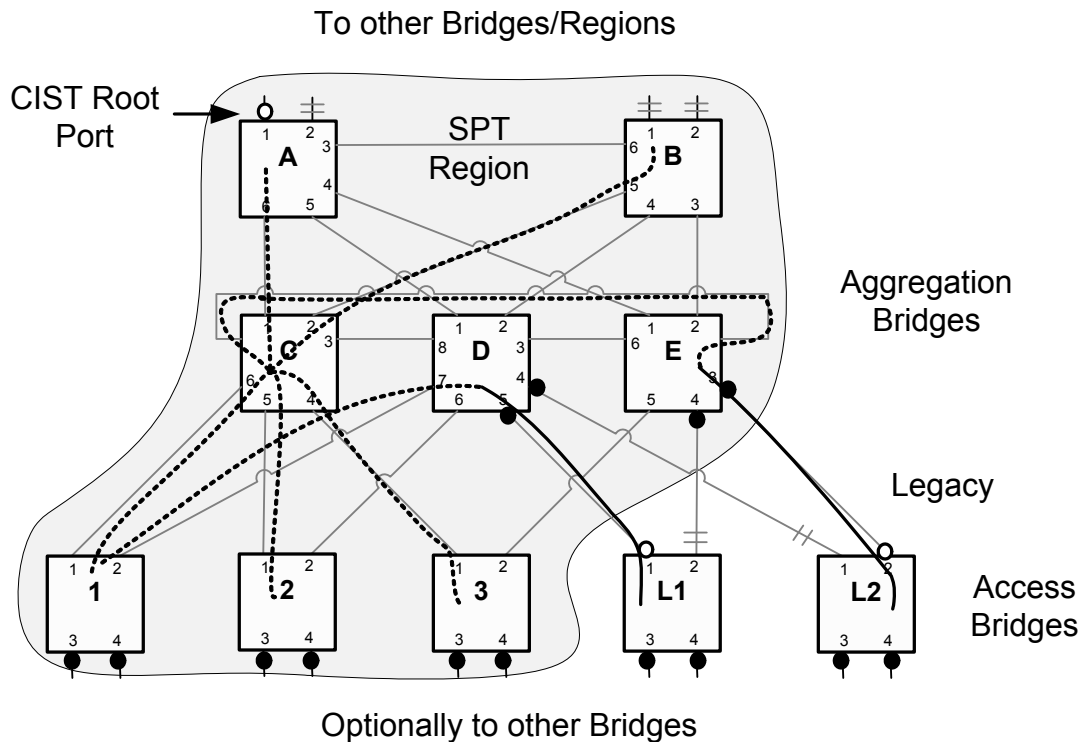 To other Bridges/Regions
CIST Root
Port
SPT
Region
1 2 3 4 5 6
A
1 2 3 4 5 6
B
Aggregation
Bridges
1 2 3 4 5 6
C
1 2 3 4 5 6 7 8
D
1 2 3 4 5 6
E
Legacy
1 2
1
3 4
1 2
2
3 4
1 2
3
3 4
1 2
L1
3 4
1 2
L2
3 4
Access
Bridges
Optionally to other Bridges